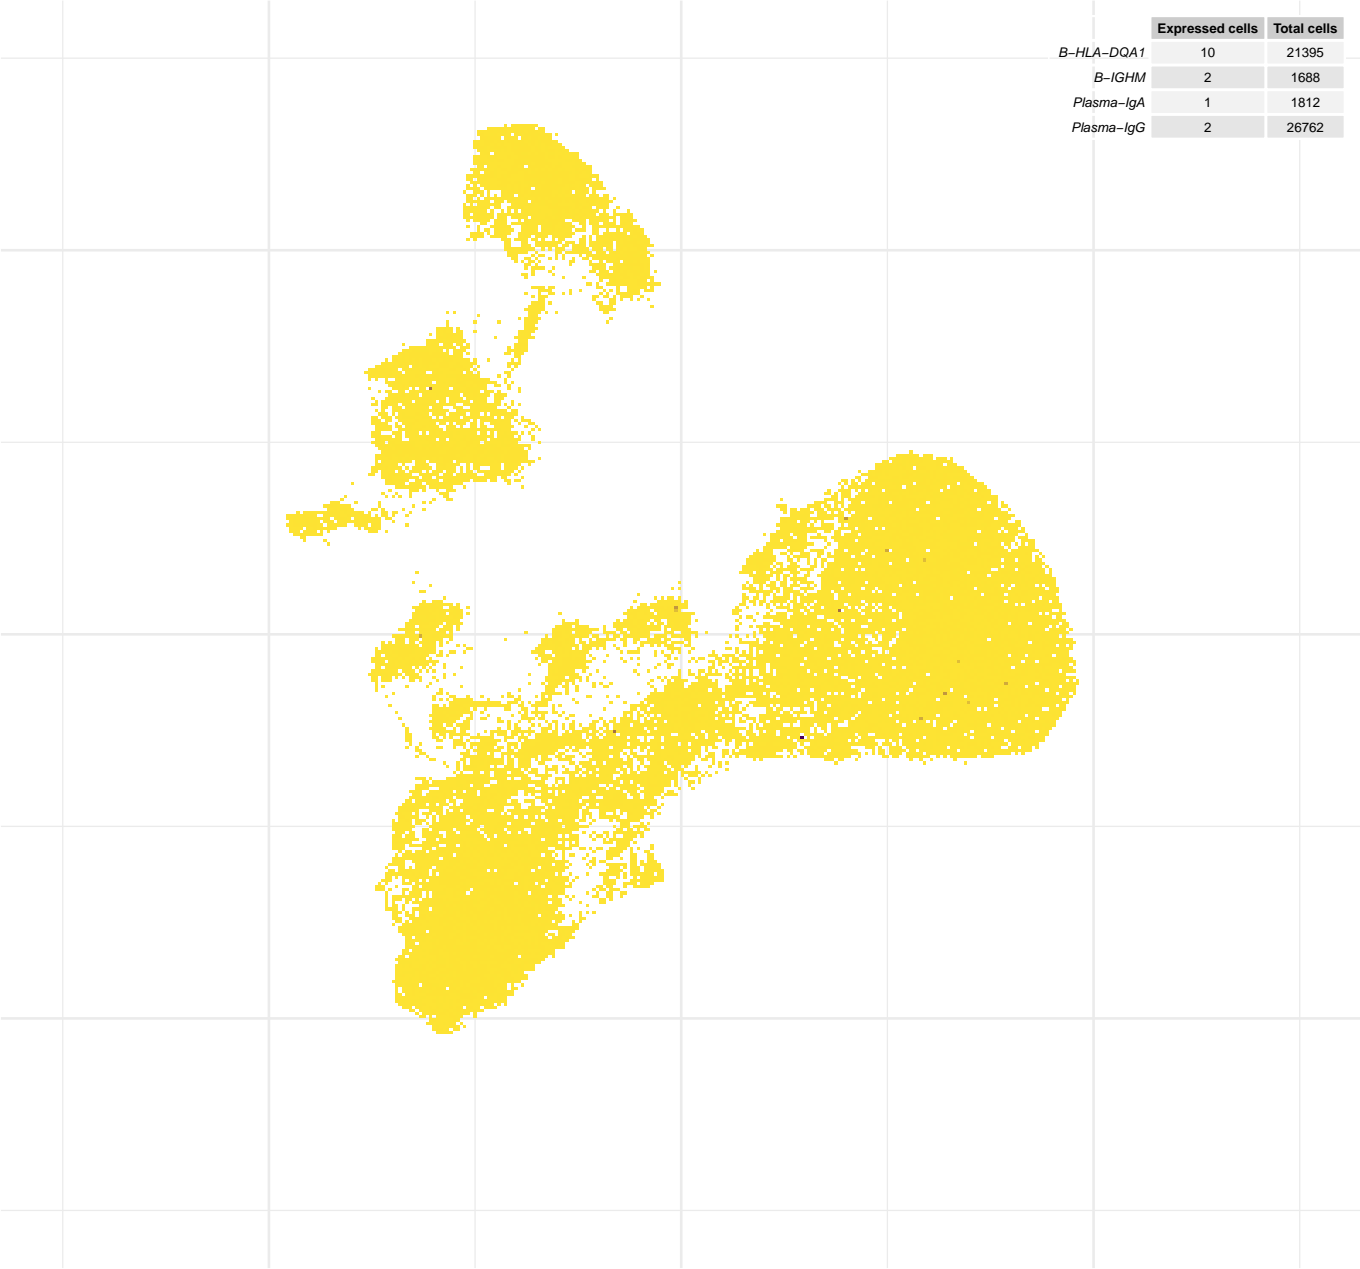 Expressed cells Total cells
B−HLA−DQA1 10 21395
B−IGHM 2 1688
Plasma−IgA 1 1812
Plasma−IgG 2 26762